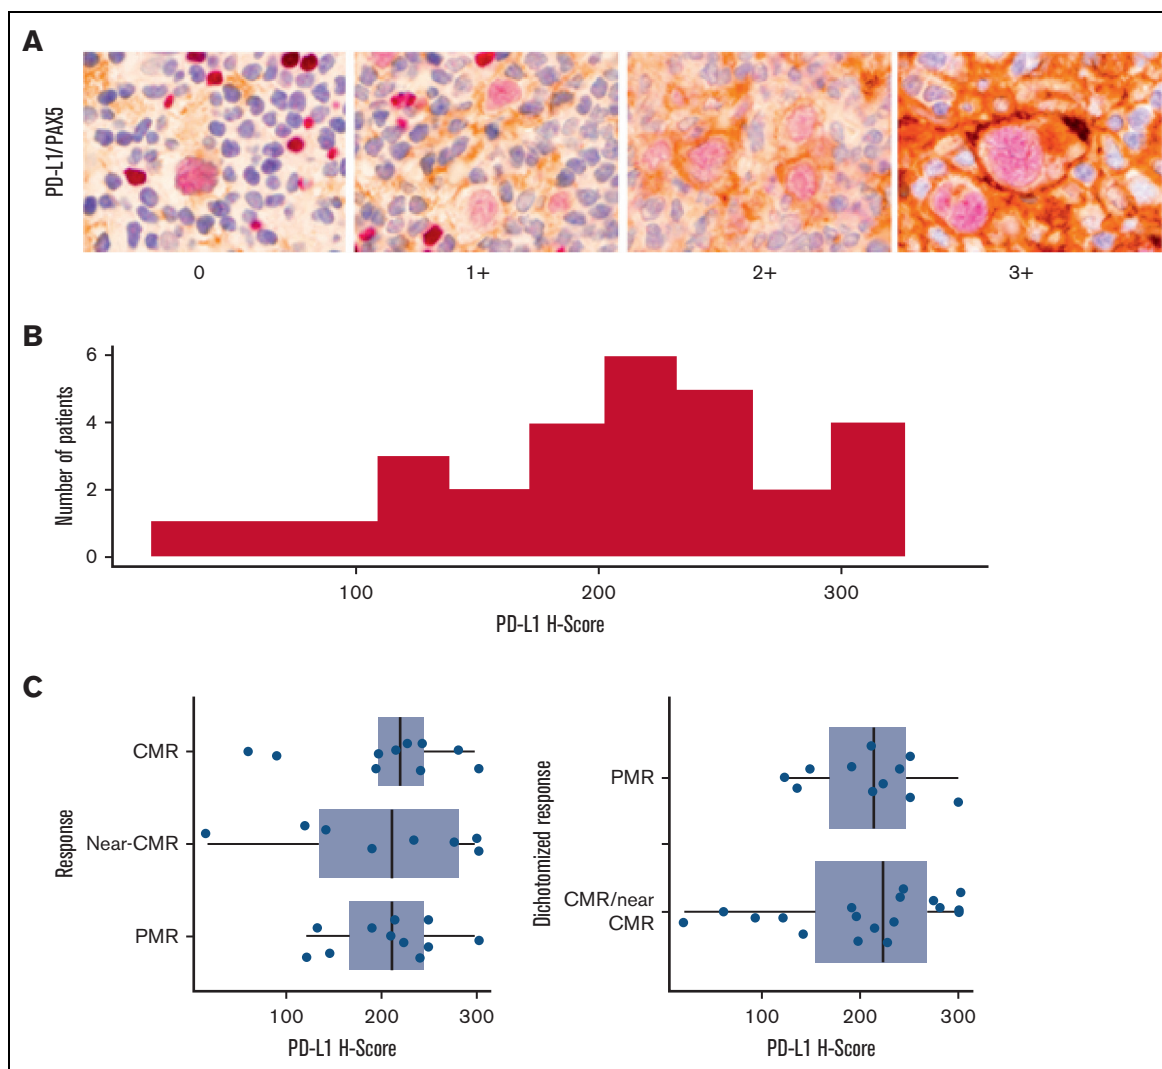 A
PD-L1/PAX5
0
1+
2+
3+
B
Number of patients
6
4
2
0
100
200
300
PD-L1 H-Score
C
Response
CMR
Near-CMR
PMR
100
200
300
PD-L1 H-Score
Dichotomized response
PMR
CMR/near
CMR
100
200
300
PD-L1 H-Score